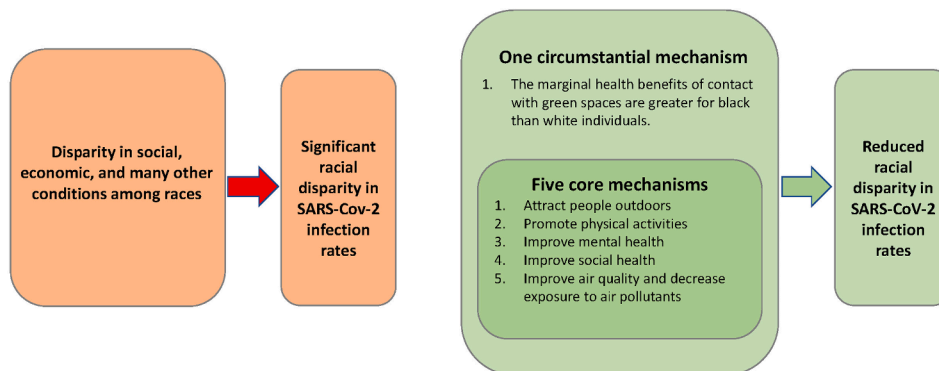 Disparity in social,
economic, and many other
conditions among races
Significant
racial
disparity in
SARS-Cov-2
infection
rates
One circumstantial mechanism
1. The marginal health benefits of contact
with green spaces are greater for black
than white individuals.
Five core mechanisms
1. Attract people outdoors
2. Promote physical activities
3. Improve mental health
4. Improve social health
5. Improve air quality and decrease
exposure to air pollutants
Reduced
racial
disparity in
SARS-CoV-2
infection
rates